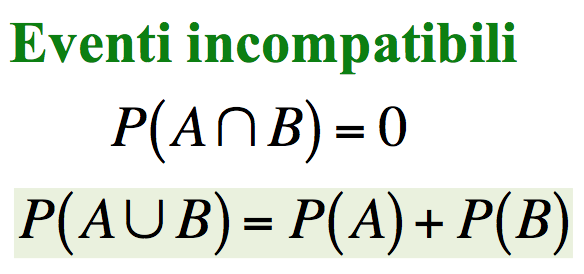 Eventi incompatibili
P(A∩B)=0
P(A∪B)=P(A)+P(B)